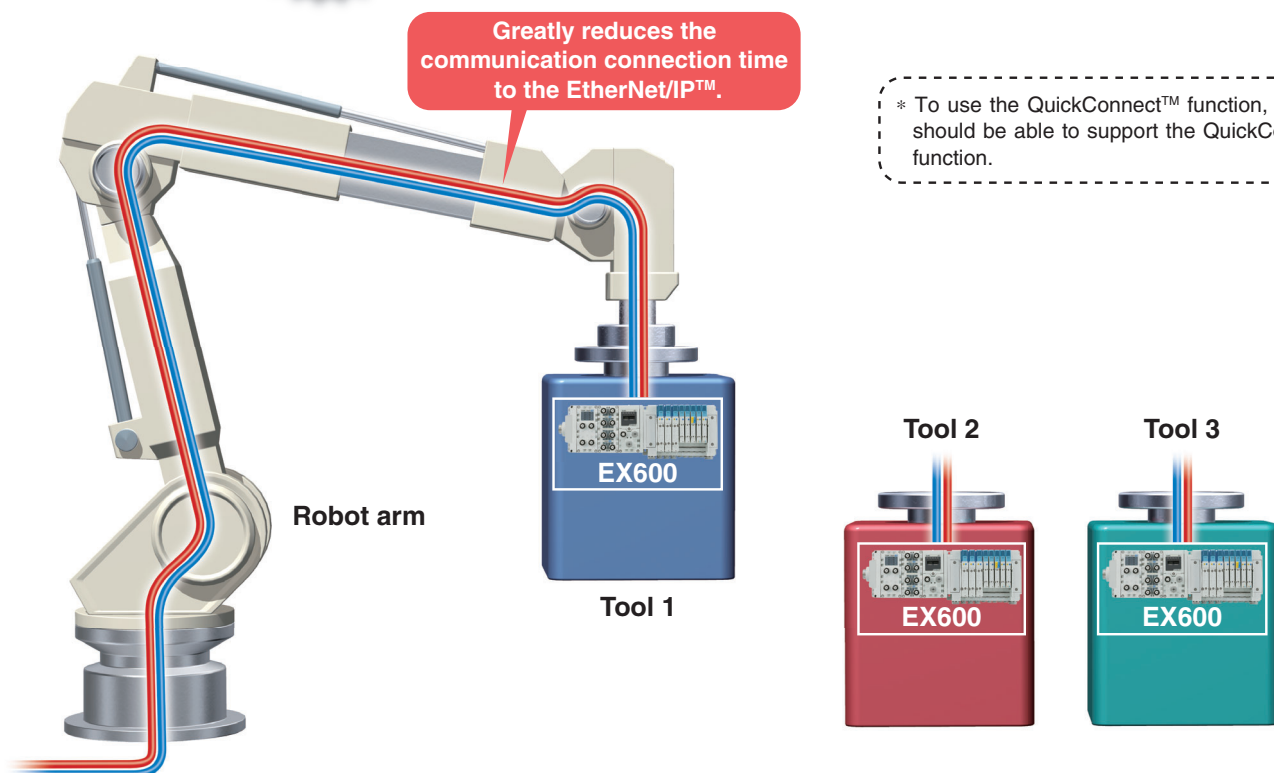 Greatly reduces the
communication connection time
to the EtherNet/IP™.
* To use the QuickConnect™ function,
should be able to support the
function.
Tool 2
Tool 3
EX600
Robot arm
Tool 1
EX600
EX600